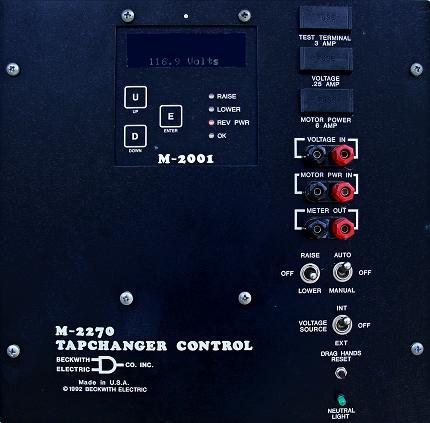 TEST TERMINAL
3 AMP
VOLTAGE
.25 AMP
MOTOR POWER
6 AMP
116.9 Volts
U
UP
E
ENTER
D
DOWN
RAISE
LOWER
REV PWR
OK
M-2001
VOLTAGE IN
MOTOR PWR IN
METER OUT
RAISE
OFF
LOWER
AUTO
OFF
MANUAL
INT
VOLTAGE
SOURCE
OFF
EXT
DRAG HANDS
RESET
NEUTRAL
LIGHT
M-2270
TAPCHANGER CONTROL
BECKWITH
ELECTRIC
CO. INC.
Made in U.S.A.
©1992 BECKWITH ELECTRIC